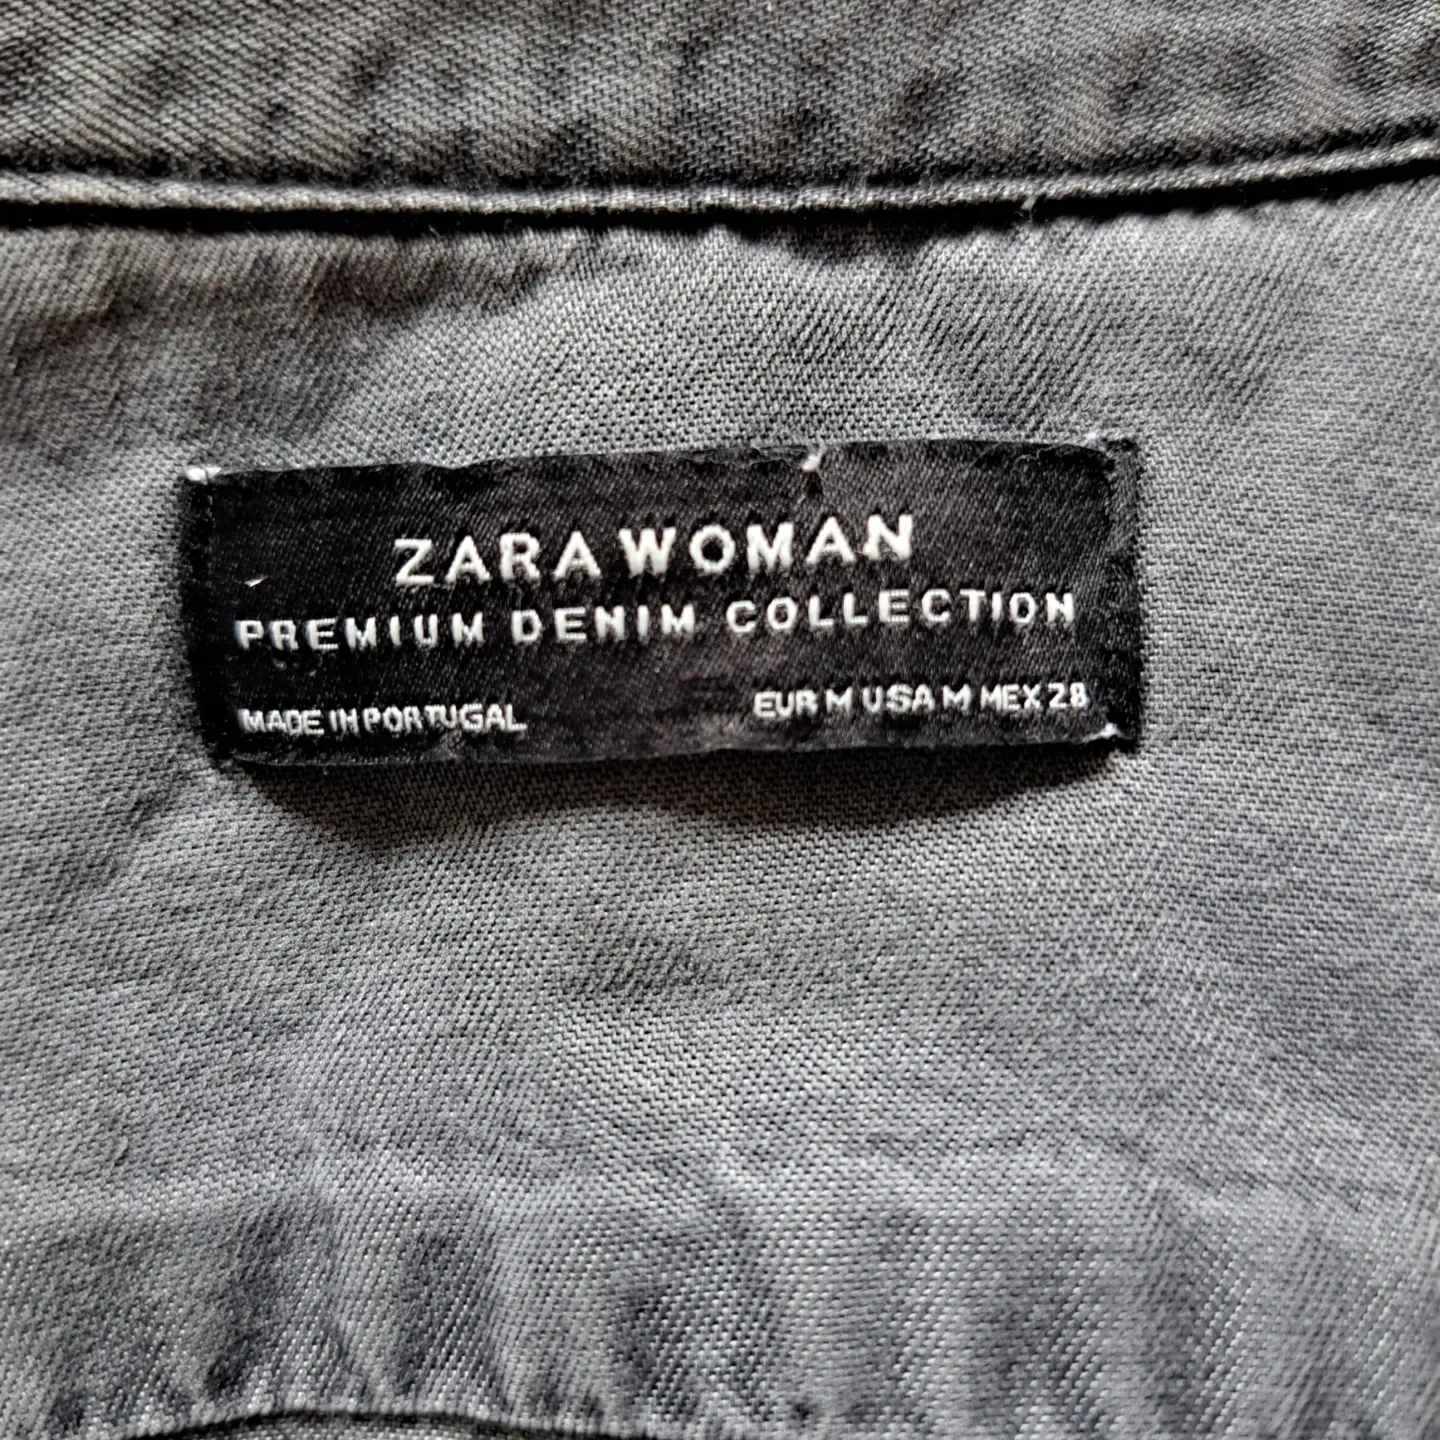 ZARA WOMAN
PREMIUM DENIM COLLECTION
MADE IN PORTUGAL EUR M USA M MEX 28